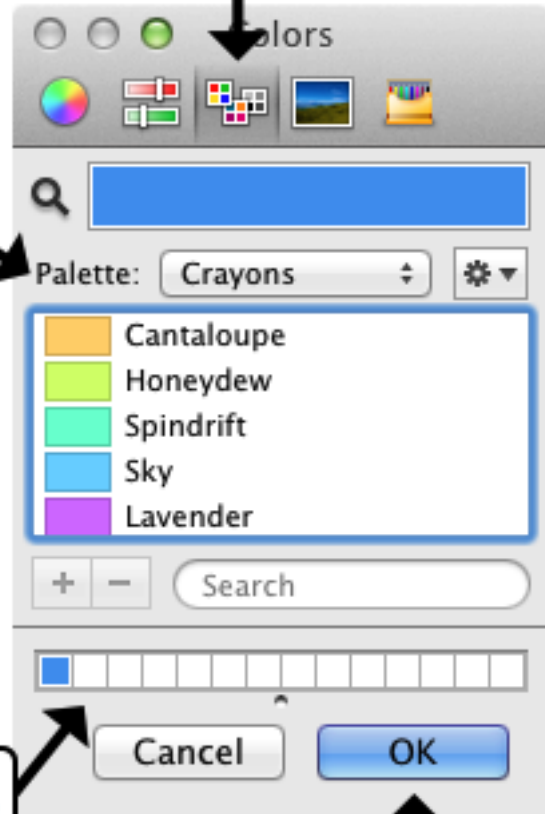 Colors
Palette: Crayons
Cantaloupe
Honeydew
Spindrift
Sky
Lavender
+ −
Search
Cancel OK